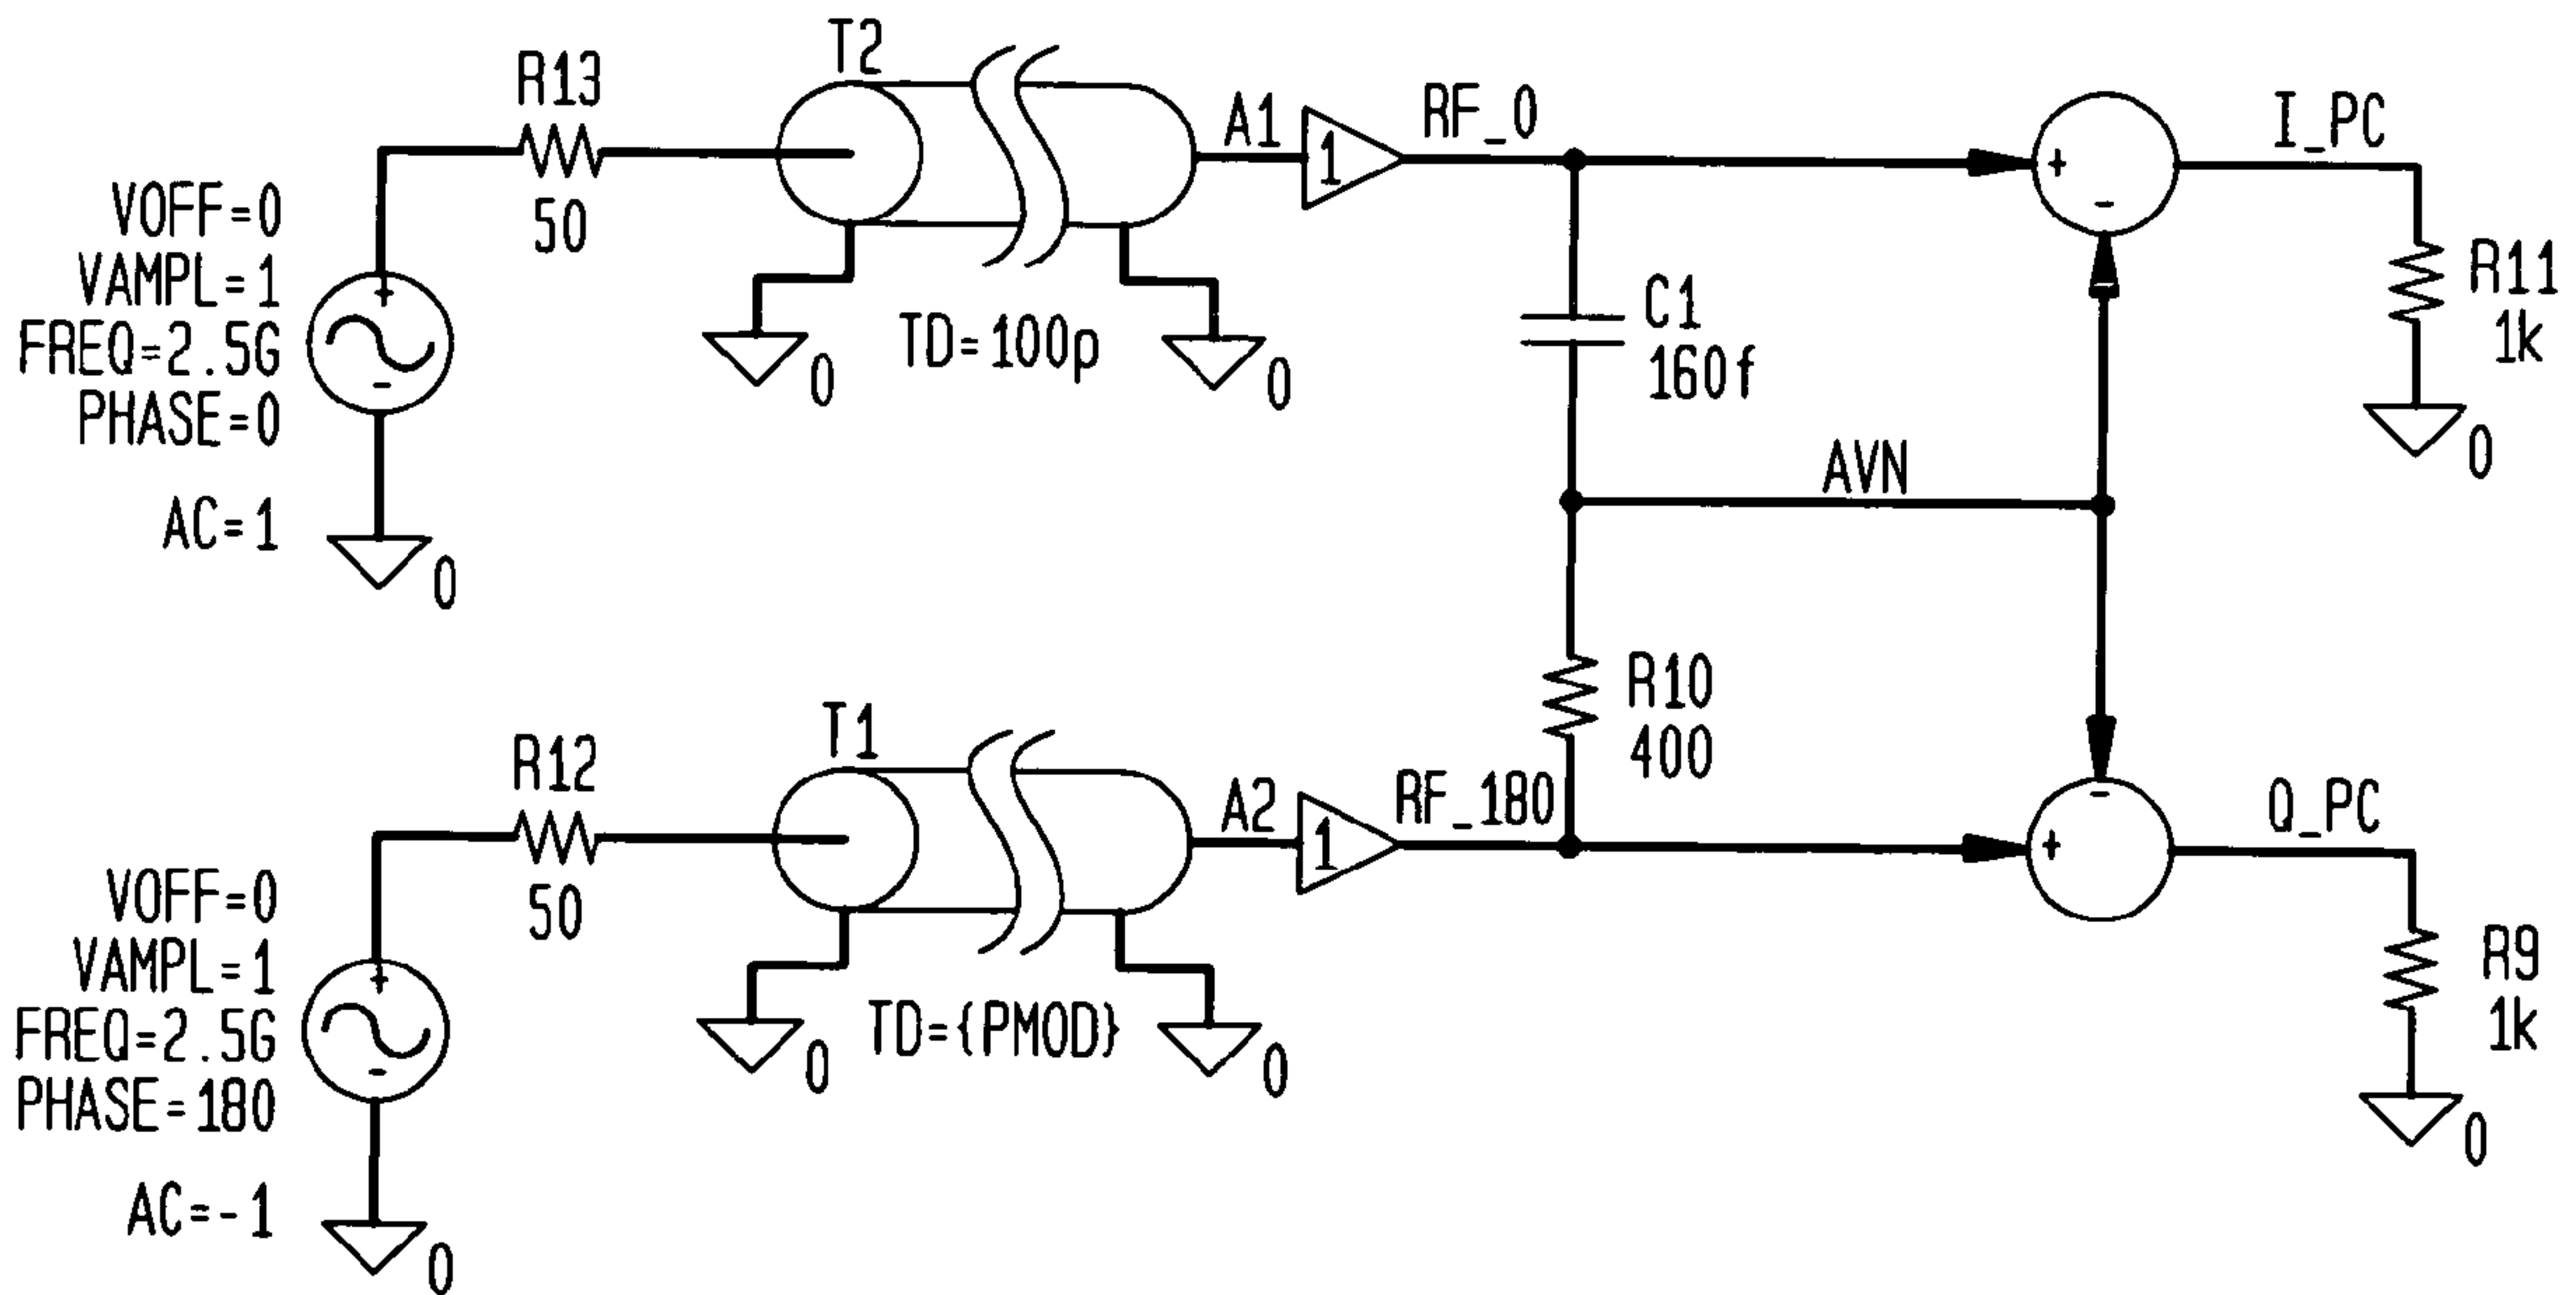 T2
R13
50
VOFF=0
VAMPL=1
FREQ=2.5G
PHASE=0
AC=1
+
-
0
0
TD=100p
0
A1
1
RF_0
C1
160f
+
-
I_PC
R11
1k
0
AVN
R10
400
T1
R12
50
VOFF=0
VAMPL=1
FREQ=2.5G
PHASE=180
AC=-1
+
-
0
0
TD={PMOD}
0
A2
1
RF_180
-
+
Q_PC
R9
1k
0